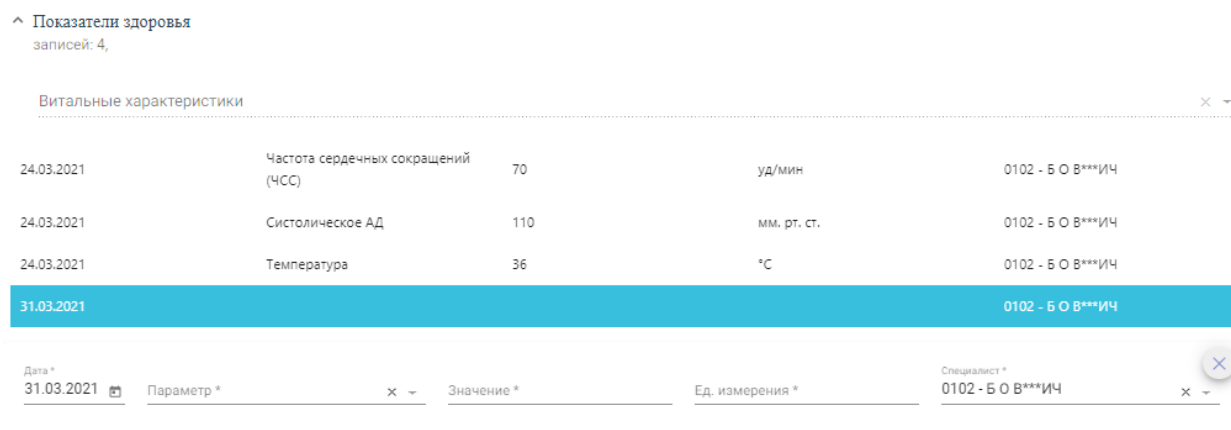 Показатели здоровья
записей: 4,
Витальные характеристики
24.03.2021 Частота сердечных сокращений (ЧСС) 70 уд/мин 0102 - Б О В***ИЧ
24.03.2021 Систолическое АД 110 мм. рт. ст. 0102 - Б О В***ИЧ
24.03.2021 Температура 36 °C 0102 - Б О В***ИЧ
31.03.2021 0102 - Б О В***ИЧ
Дата * Специалист *
31.03.2021 Параметр * Значение * Ед. измерения * 0102 - Б О В***ИЧ